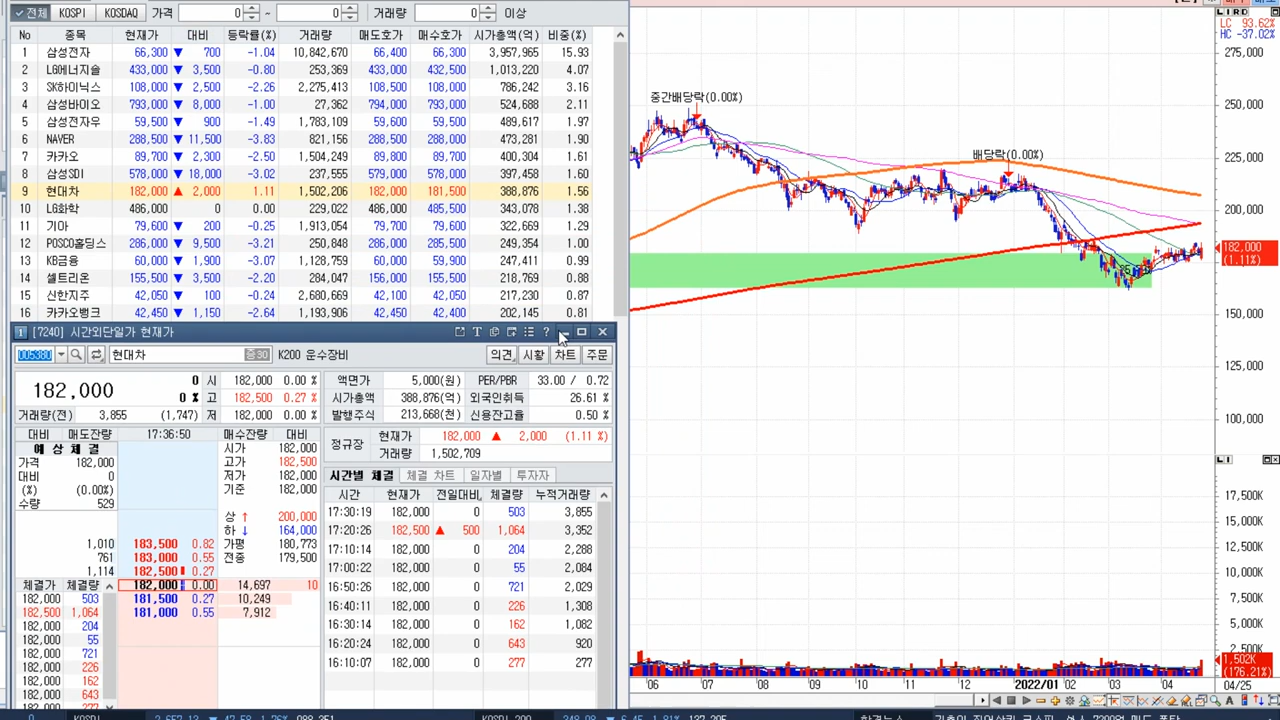 전체 KOSPI KOSDAQ 가격 0 ~ 0 거래량 0 이상
No 종목 현재가 대비 등락률(%) 거래량 매도호가 매수호가 시가총액(억) 비중(%)
1 삼성전자 66,300 ▼ 700 -1.04 10,842,670 66,400 66,300 3,957,965 15.93
2 LG에너지솔 433,000 ▼ 3,500 -0.80 253,369 433,000 432,500 1,013,220 4.07
3 SK하이닉스 108,000 ▼ 2,500 -2.26 2,275,413 108,500 108,000 786,242 3.16
4 삼성바이오 793,000 ▼ 8,000 -1.00 27,362 794,000 793,000 524,688 2.11
5 삼성전자우 59,500 ▼ 900 -1.49 1,783,109 59,600 59,500 489,617 1.97
6 NAVER 288,500 ▼ 11,500 -3.83 821,156 288,500 288,000 473,281 1.90
7 카카오 89,700 ▼ 2,300 -2.50 1,504,249 89,800 89,700 400,304 1.61
8 삼성SDI 578,000 ▼ 18,000 -3.02 237,555 579,000 578,000 397,458 1.60
9 현대차 182,000 ▲ 2,000 1.11 1,502,206 182,000 181,500 388,876 1.56
10 LG화학 486,000 0 0.00 229,022 486,000 485,500 343,078 1.38
11 기아 79,600 ▼ 200 -0.25 1,913,054 79,700 79,600 322,669 1.29
12 POSCO홀딩스 286,000 ▼ 9,500 -3.21 250,848 286,500 286,000 249,354 1.00
13 KB금융 60,000 ▼ 1,900 -3.07 1,128,759 60,000 59,900 247,411 0.99
14 셀트리온 155,500 ▼ 3,500 -2.20 284,047 156,000 155,500 218,769 0.88
15 신한지주 42,050 ▼ 100 -0.24 2,680,669 42,100 42,050 217,230 0.87
16 카카오뱅크 42,450 ▼ 1,150 -2.64 1,193,906 42,450 42,400 202,145 0.81
1 [7240] 시간외단일가 현재가
005380 현대차 증30 K200 운수장비 의견 시황 차트 주문
182,000 0 시 182,000 0.00 % 액면가 5,000(원) PER/PBR 33.00 / 0.72
0 % 고 182,500 0.27 % 시가총액 388,876(억) 외국인취득 26.61 %
거래량(전) 3,855 (1,747) 저 182,000 0.00 % 발행주식 213,668(천) 신용잔고율 0.50 %
대비 매도잔량 17:36:50 매수잔량 대비
정규장 현재가 182,000 ▲ 2,000 (1.11 %)
거래량 1,502,709
예 상 체 결
가격 182,000
대비 0
(%) (0.00%)
수량 529
시가 182,000
고가 182,500
저가 182,000
기준 182,000
상 ↑ 200,000
하 ↓ 164,000
가평 180,773
전종 179,500
1,010 183,500 0.82
761 183,000 0.55
1,114 182,500 0.27
체결가 체결량 182,000 0.00 14,697 10
182,000 503 181,500 0.27 10,249
182,500 1,064 181,000 0.55 7,912
182,000 204
182,000 55
182,000 721
182,000 226
182,000 162
182,000 643
182,000 277
시간별 체결 체결 차트 일자별 투자자
시간 현재가 전일대비 체결량 누적거래량
17:30:19 182,000 0 503 3,855
17:20:26 182,500 ▲ 500 1,064 3,352
17:10:14 182,000 0 204 2,288
17:00:22 182,000 0 55 2,084
16:50:26 182,000 0 721 2,029
16:40:11 182,000 0 226 1,308
16:30:14 182,000 0 162 1,082
16:20:24 182,000 0 643 920
16:10:07 182,000 0 277 277
L I R D
LC 93.62%
HC -37.02%
275,000
250,000
225,000
200,000
182,000
(1.11%)
150,000
125,000
100,000
중간배당락(0.00%)
배당락(0.00%)
L I
17,500K
15,000K
12,500K
10,000K
7,500K
5,000K
2,500K
1,502K
(176.21%)
06 07 08 09 10 11 12 2022/01 02 03 04 04/25